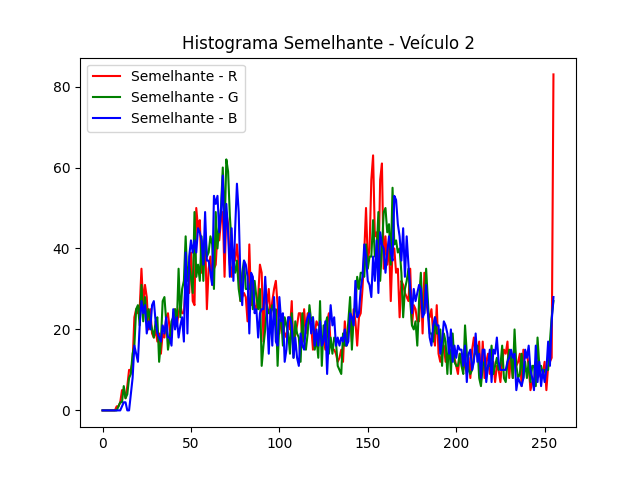 Histograma Semelhante - Veículo 2
Semelhante - R
Semelhante - G
Semelhante - B
80
60
40
20
0
0 50 100 150 200 250